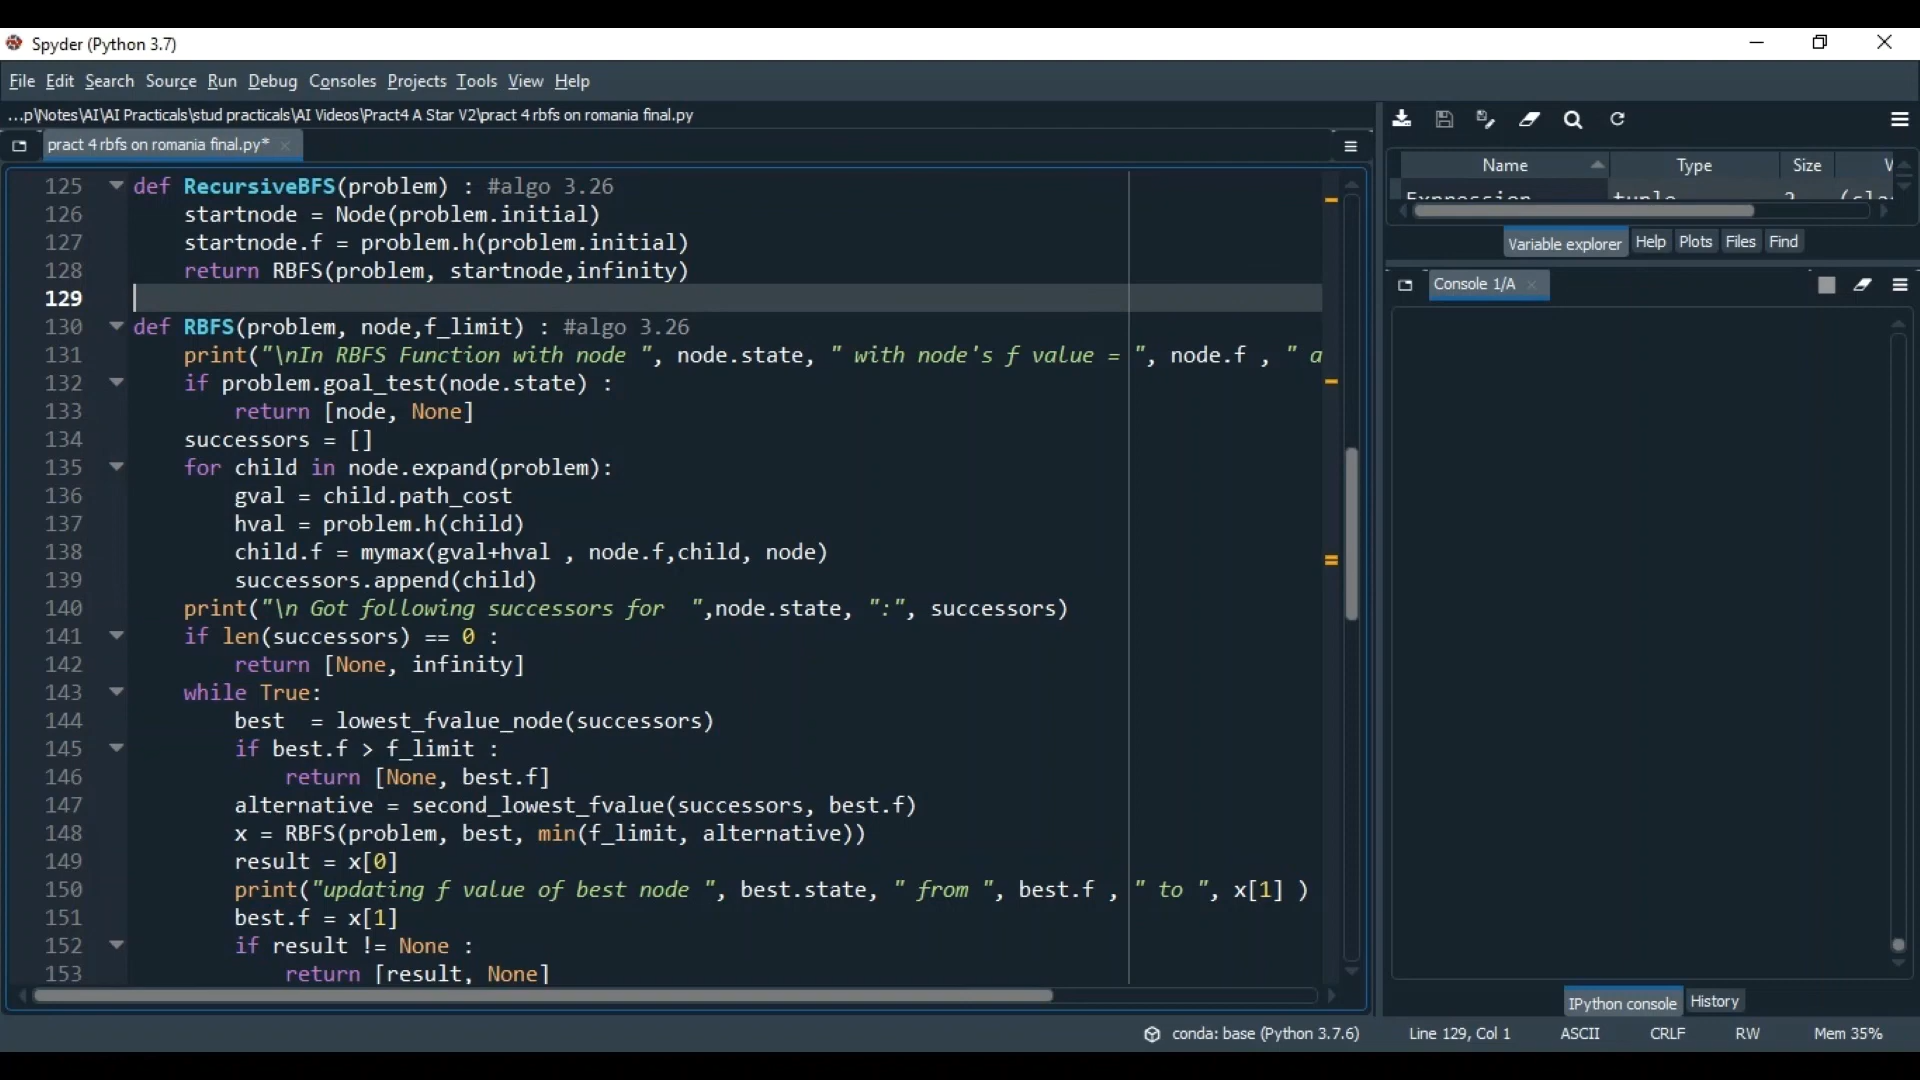 Spyder (Python 3.7)
File Edit Search Source Run Debug Consoles Projects Tools View Help
...p\Notes\AI\AI Practicals\stud practicals\AI Videos\Pract4 A Star V2\pract 4 rbfs on romania final.py
pract 4 rbfs on romania final.py*
125 def RecursiveBFS(problem) : #algo 3.26
126     startnode = Node(problem.initial)
127     startnode.f = problem.h(problem.initial)
128     return RBFS(problem, startnode,infinity)
129
130 def RBFS(problem, node,f_limit) : #algo 3.26
131     print("\nIn RBFS Function with node ", node.state, " with node's f value = ", node.f , " a
132     if problem.goal_test(node.state) :
133         return [node, None]
134     successors = []
135     for child in node.expand(problem):
136         gval = child.path_cost
137         hval = problem.h(child)
138         child.f = mymax(gval+hval , node.f,child, node)
139         successors.append(child)
140     print("\n Got following successors for  ",node.state, ":", successors)
141     if len(successors) == 0 :
142         return [None, infinity]
143     while True:
144         best  = lowest_fvalue_node(successors)
145         if best.f > f_limit :
146             return [None, best.f]
147         alternative = second_lowest_fvalue(successors, best.f)
148         x = RBFS(problem, best, min(f_limit, alternative))
149         result = x[0]
150         print("updating f value of best node ", best.state, " from ", best.f , " to ", x[1] )
151         best.f = x[1]
152         if result != None :
153             return [result, None]
Name Type Size V
Expression tuple 2 (cla
Variable explorer Help Plots Files Find
Console 1/A
IPython console History
conda: base (Python 3.7.6) Line 129, Col 1 ASCII CRLF RW Mem 35%